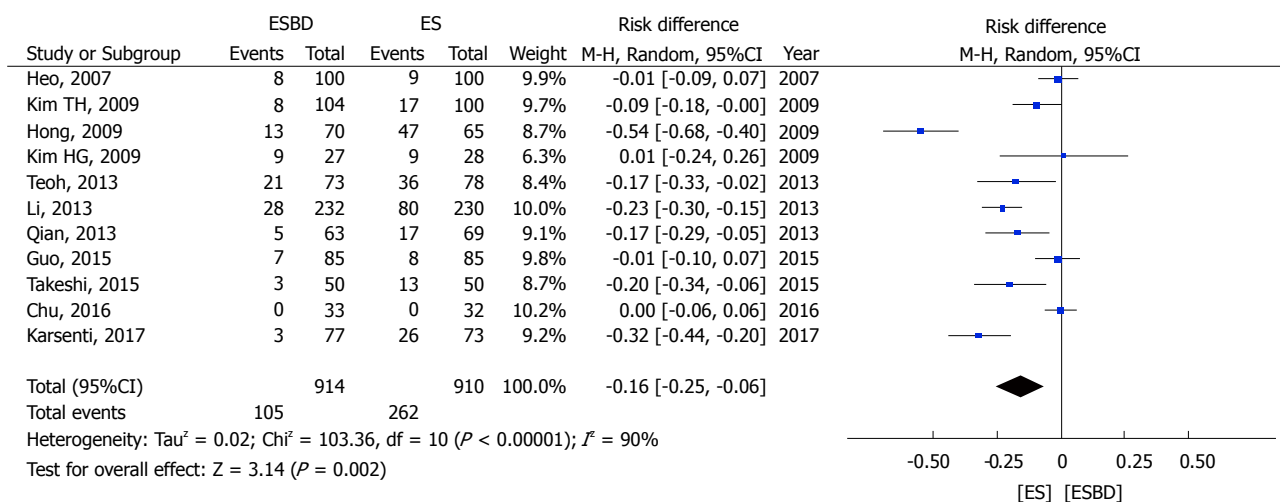 ESBD ES Risk difference Risk difference
Study or Subgroup Events Total Events Total Weight M-H, Random, 95%CI Year M-H, Random, 95%CI
Heo, 2007 8 100 9 100 9.9% -0.01 [-0.09, 0.07] 2007
Kim TH, 2009 8 104 17 100 9.7% -0.09 [-0.18, -0.00] 2009
Hong, 2009 13 70 47 65 8.7% -0.54 [-0.68, -0.40] 2009
Kim HG, 2009 9 27 9 28 6.3% 0.01 [-0.24, 0.26] 2009
Teoh, 2013 21 73 36 78 8.4% -0.17 [-0.33, -0.02] 2013
Li, 2013 28 232 80 230 10.0% -0.23 [-0.30, -0.15] 2013
Qian, 2013 5 63 17 69 9.1% -0.17 [-0.29, -0.05] 2013
Guo, 2015 7 85 8 85 9.8% -0.01 [-0.10, 0.07] 2015
Takeshi, 2015 3 50 13 50 8.7% -0.20 [-0.34, -0.06] 2015
Chu, 2016 0 33 0 32 10.2% 0.00 [-0.06, 0.06] 2016
Karsenti, 2017 3 77 26 73 9.2% -0.32 [-0.44, -0.20] 2017
Total (95%CI) 914 910 100.0% -0.16 [-0.25, -0.06]
Total events 105 262
Heterogeneity: Tau^z = 0.02; Chi^z = 103.36, df = 10 (P < 0.00001); I^z = 90%
Test for overall effect: Z = 3.14 (P = 0.002)
-0.50 -0.25 0 0.25 0.50
[ES] [ESBD]